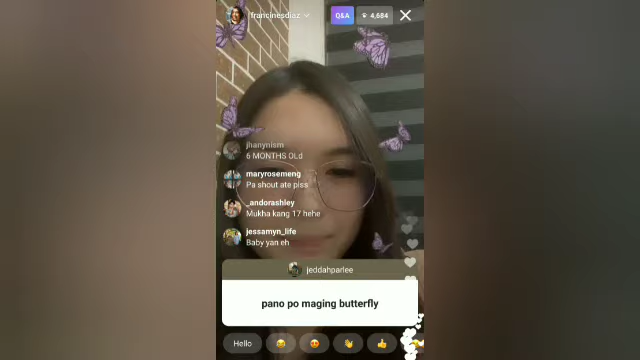 francinesdiaz
Q&A
4,684
jhanynism
6 MONTHS OLd
maryrosemeng
Pa shout ate piss
_andorashley
Mukha kang 17 hehe
jessamyn_life
Baby yan eh
jeddahparlee
pano po maging butterfly
Hello